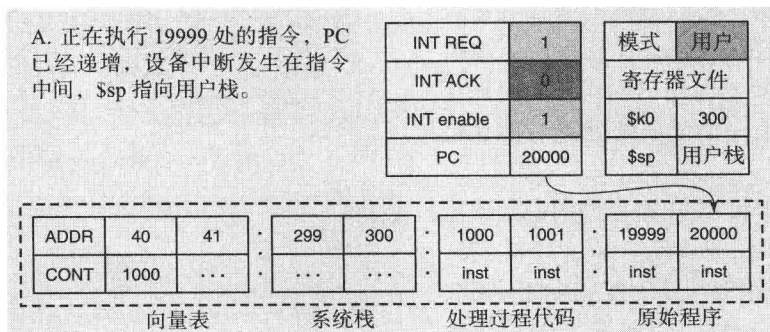 A. 正在执行 19999 处的指令，PC
已经递增，设备中断发生在指令
中间，$sp 指向用户栈。
INT REQ 1
INT ACK 0
INT enable 1
PC 20000
模式 用户
寄存器文件
$k0 300
$sp 用户栈
ADDR 40 41 · 299 300 · 1000 1001 · 19999 20000
CONT 1000 ... · ... ... · inst inst · inst inst
向量表 系统栈 处理过程代码 原始程序